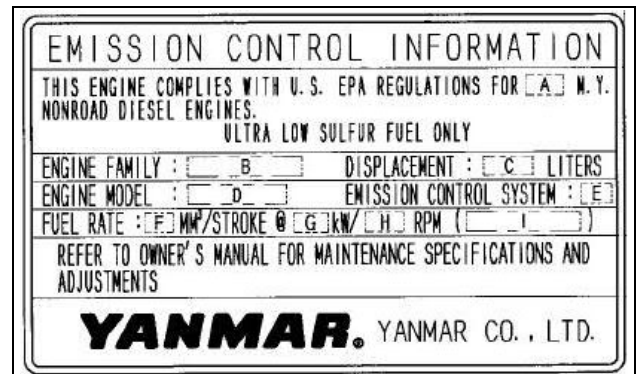 EMISSION CONTROL INFORMATION
THIS ENGINE COMPLIES WITH U.S. EPA REGULATIONS FOR A M.Y.
NONROAD DIESEL ENGINES.
ULTRA LOW SULFUR FUEL ONLY
ENGINE FAMILY : B DISPLACEMENT : C LITERS
ENGINE MODEL : D EMISSION CONTROL SYSTEM : E
FUEL RATE : F MM³/STROKE @ G kW/ H RPM ( I )
REFER TO OWNER'S MANUAL FOR MAINTENANCE SPECIFICATIONS AND
ADJUSTMENTS
YANMAR. YANMAR CO., LTD.